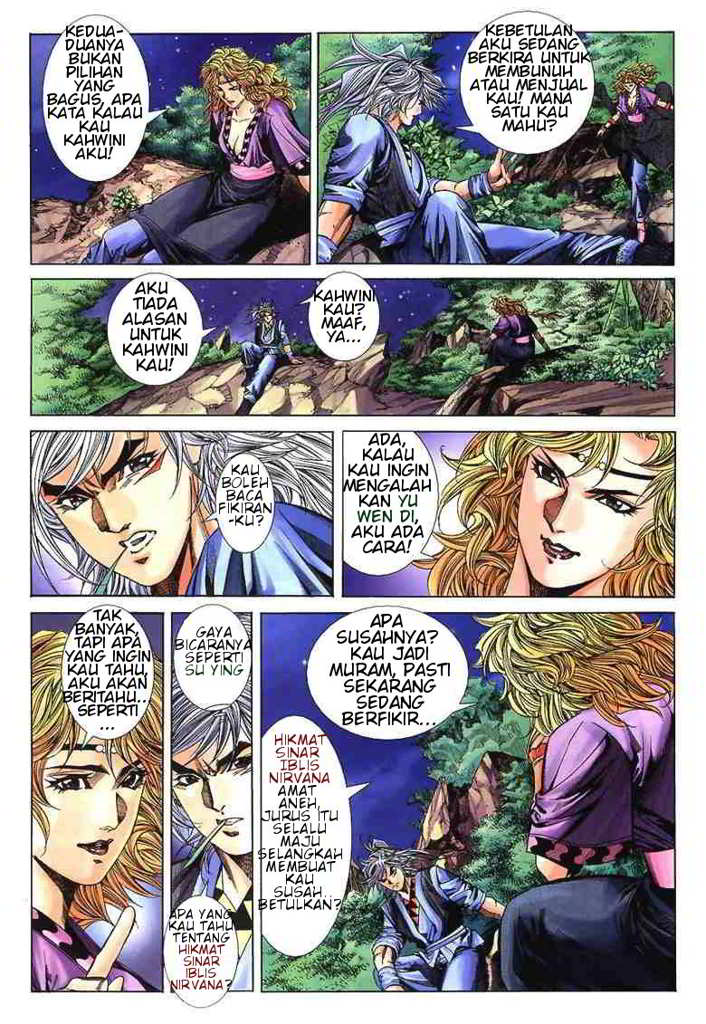 KEDUA-
DUANYA
BUKAN
PILIHAN
YANG
BAGUS, APA
KATA KALAU
KAU
KAHWINI
AKU!
KEBETULAN
AKU SEDANG
BERKIRA UNTUK
MEMBUNUH
ATAU MENJUAL
KAU! MANA
SATU KAU
MAHU?
AKU
TIADA
ALASAN
UNTUK
KAHWINI
KAU!
KAHWINI
KAU?
MAAF,
YA...
KAU
BOLEH
BACA
FIKIRAN
-KU?
ADA,
KALAU
KAU INGIN
MENGALAH
KAN YU
WEN DI,
AKU ADA
CARA!
TAK
BANYAK,
TAPI APA
YANG INGIN
KAU TAHU,
AKU AKAN
BERITAHU..
SEPERTI
...
GAYA
BICARANYA
SEPERTI
SU YING
APA YANG
KAU TAHU
TENTANG
HIKMAT
SINAR
IBLIS
NIRVANA?
APA
SUSAHNYA?
KAU JADI
MURAM, PASTI
SEKARANG
SEDANG
BERFIKIR...
HIKMAT
SINAR
IBLIS
NIRVANA
AMAT
ANEH,
JURUS ITU
SELALU
MAJU
SELANGKAH
MEMBUAT
KAU
SUSAH..
BETULKAN?